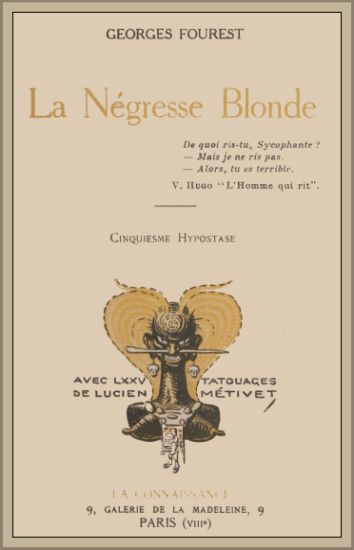 GEORGES FOUREST
La Négresse Blonde
De quoi ris-tu, Sycophante ?
— Mais je ne ris pas.
— Alors, tu es terrible.
V. HUGO "L'Homme qui rit".
CINQUIESME HYPOSTASE
AVEC LXXV TATOUAGES
DE LUCIEN MÉTIVET
LA CONNAISSANCE
9, GALERIE DE LA MADELEINE, 9
PARIS (VIIIe)